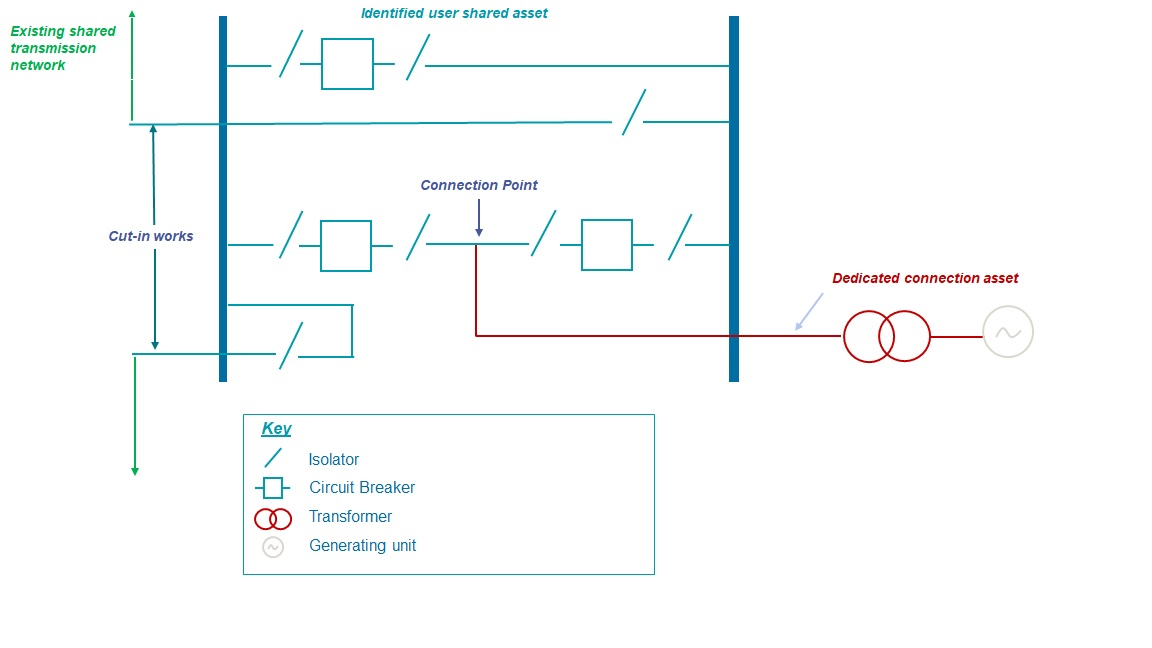 Identified user shared asset
Existing shared
transmission
network
Connection Point
Cut-in works
Dedicated connection asset
Key
Isolator
Circuit Breaker
Transformer
Generating unit